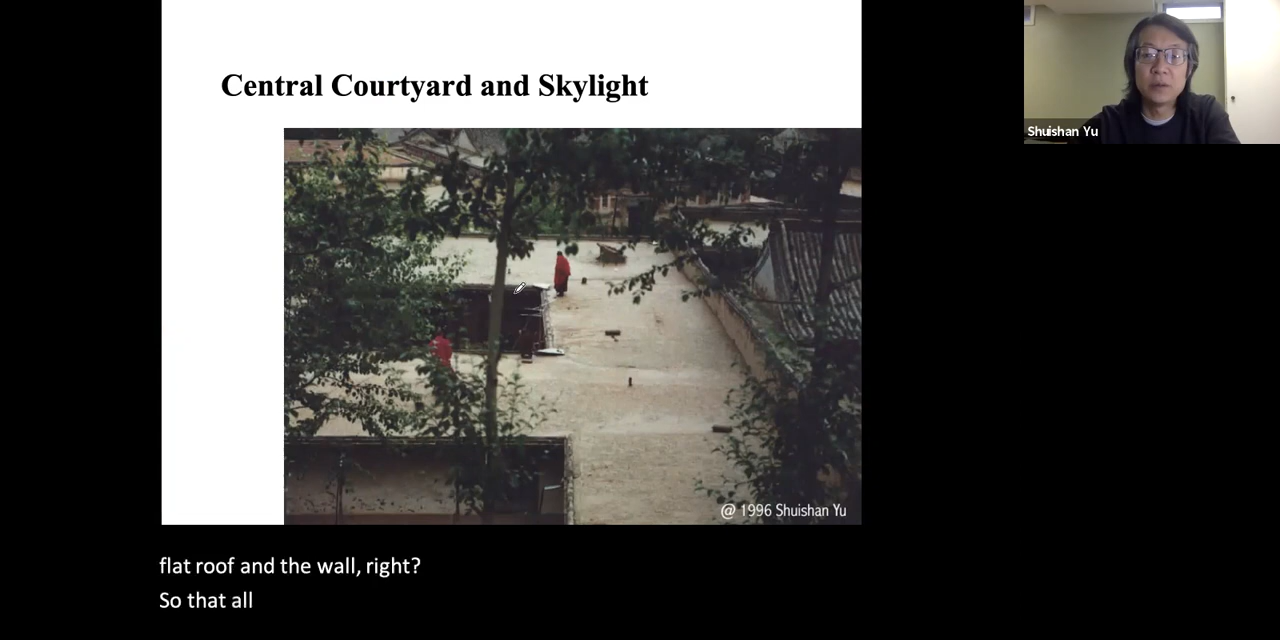 Central Courtyard and Skylight
Shuishan Yu
@ 1996 Shuishan Yu
flat roof and the wall, right?
So that all